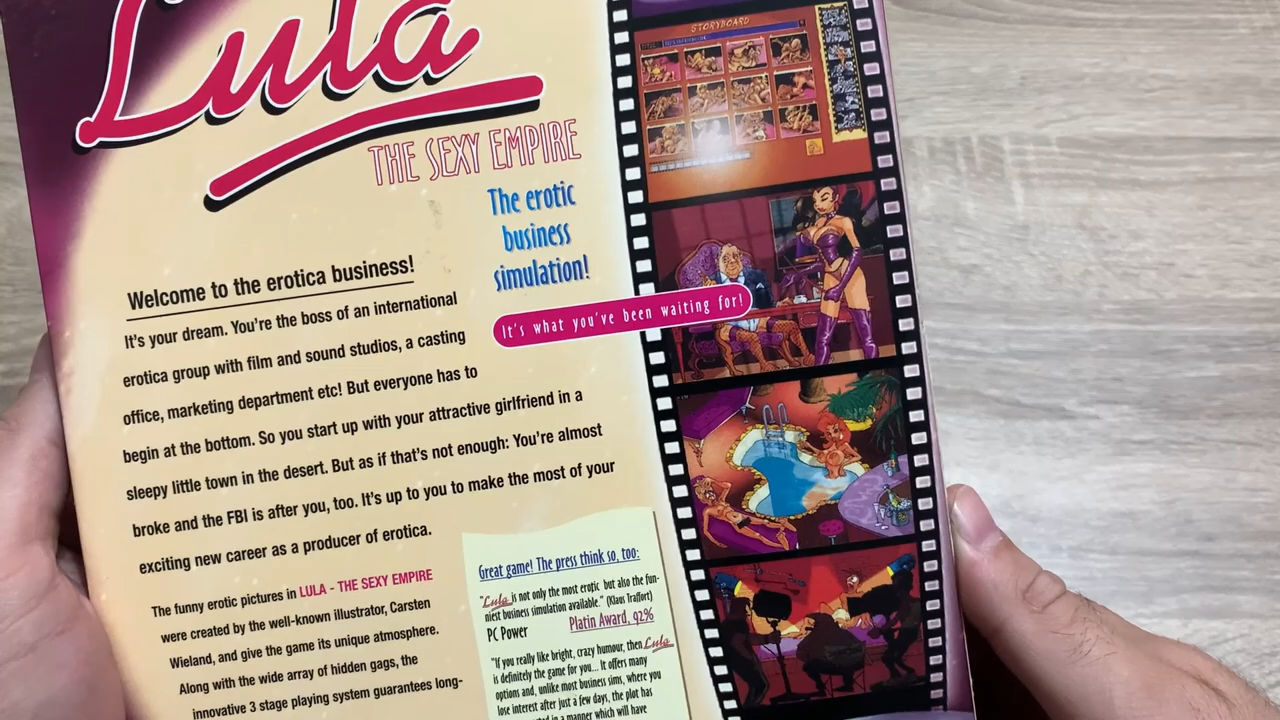 Lula
THE SEXY EMPIRE
The erotic
business
simulation!
It's what you've been waiting for!
Welcome to the erotica business!
It's your dream. You're the boss of an international
erotica group with film and sound studios, a casting
office, marketing department etc! But everyone has to
begin at the bottom. So you start up with your attractive girlfriend in a
sleepy little town in the desert. But as if that's not enough: You're almost
broke and the FBI is after you, too. It's up to you to make the most of your
exciting new career as a producer of erotica.
The funny erotic pictures in LULA - THE SEXY EMPIRE
were created by the well-known illustrator, Carsten
Wieland, and give the game its unique atmosphere.
Along with the wide array of hidden gags, the
innovative 3 stage playing system guarantees long-
Great game! The press think so, too:
"Lula is not only the most erotic but also the fun-
niest business simulation available." (Klaus Traffort)
PC Power Platin Award, 92%
"If you really like bright, crazy humour, then Lula
is definitely the game for you... It offers many
options and, unlike most business sims, where you
lose interest after just a few days, the plot has
in a manner which will have
STORYBOARD